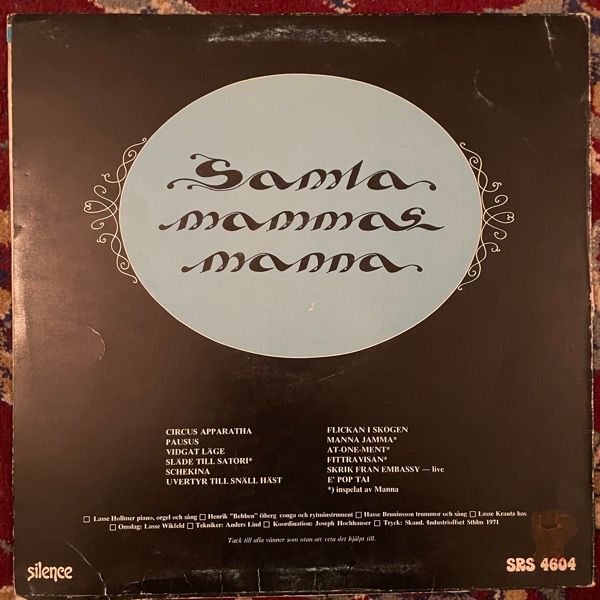 Samla
mammas
manna
CIRCUS APPARATHA
PAUSUS
VIDGAT LÄGE
SLÄDE TILL SATORI*
SCHEKINA
UVERTYR TILL SNÄLL HÄST
FLICKAN I SKOGEN
MANNA JAMMA*
AT-ONE-MENT*
FITTRAVISAN*
SKRIK FRÅN EMBASSY — live
E' POP TAI
*) inspelat av Manna
Lasse Hollmer piano, orgel och sång Henrik "Bebben" Öberg conga och rytminstrument Hasse Bruniusson trummor och sång Lasse Krantz bas
Omslag: Lasse Wikfeld Tekniker: Anders Lind Koordination: Joseph Hochhauser Tryck: Skand. Industrioffset Sthlm 1971
Tack till alla vänner som utan att veta det hjälpt till.
silence
SRS 4604